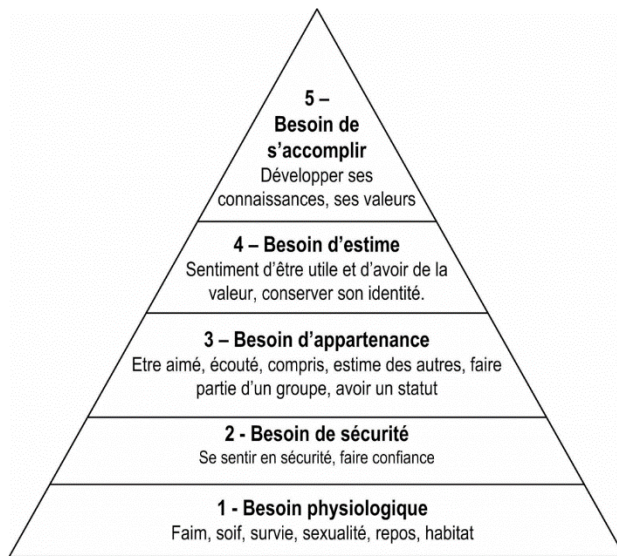 5 –
Besoin de
s’accomplir
Développer ses
connaissances, ses valeurs
4 – Besoin d’estime
Sentiment d’être utile et d’avoir de la
valeur, conserver son identité.
3 – Besoin d’appartenance
Etre aimé, écouté, compris, estime des autres, faire
partie d’un groupe, avoir un statut
2 - Besoin de sécurité
Se sentir en sécurité, faire confiance
1 - Besoin physiologique
Faim, soif, survie, sexualité, repos, habitat